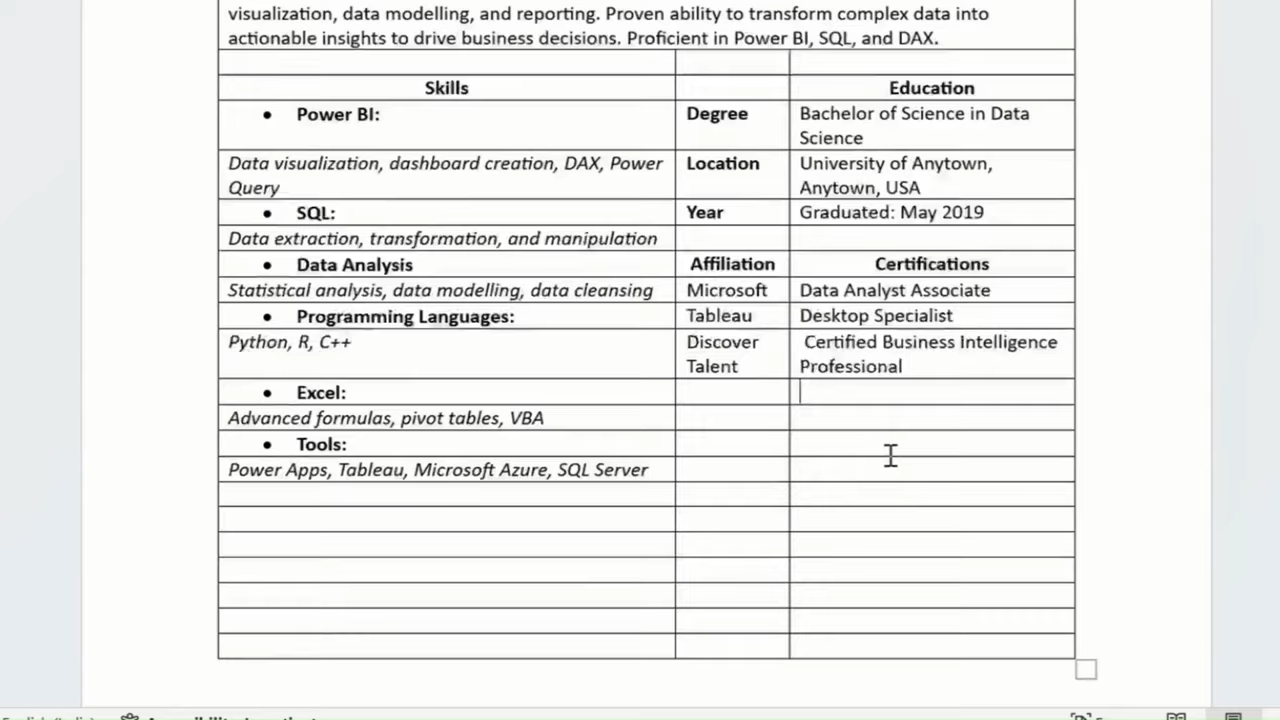 visualization, data modelling, and reporting. Proven ability to transform complex data into
actionable insights to drive business decisions. Proficient in Power BI, SQL, and DAX.
Skills Education
• Power BI: Degree Bachelor of Science in Data
Science
Data visualization, dashboard creation, DAX, Power Location University of Anytown,
Query Anytown, USA
• SQL: Year Graduated: May 2019
Data extraction, transformation, and manipulation
• Data Analysis Affiliation Certifications
Statistical analysis, data modelling, data cleansing Microsoft Data Analyst Associate
• Programming Languages: Tableau Desktop Specialist
Python, R, C++ Discover Certified Business Intelligence
Talent Professional
• Excel:
Advanced formulas, pivot tables, VBA
• Tools:
Power Apps, Tableau, Microsoft Azure, SQL Server